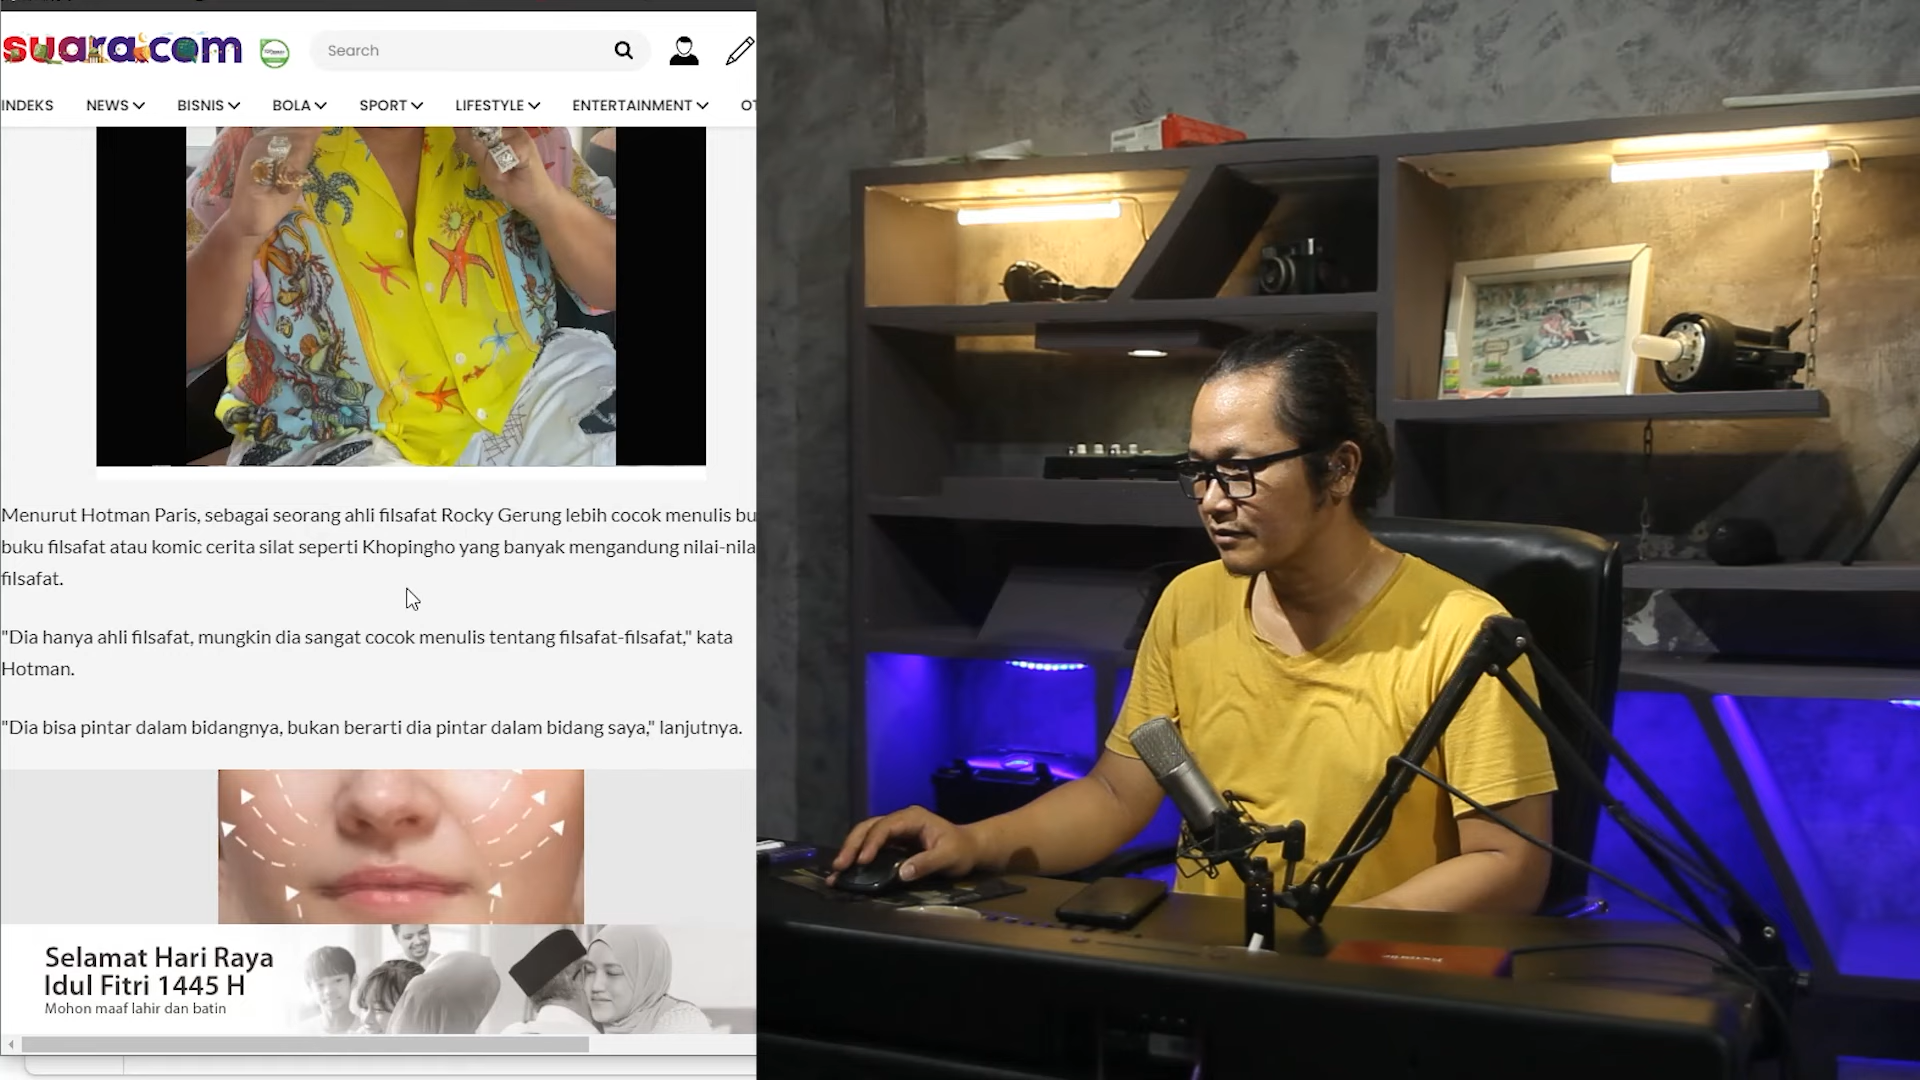 suara.com
Search
INDEKS NEWS BISNIS BOLA SPORT LIFESTYLE ENTERTAINMENT
Menurut Hotman Paris, sebagai seorang ahli filsafat Rocky Gerung lebih cocok menulis bu
buku filsafat atau komic cerita silat seperti Khopingho yang banyak mengandung nilai-nila
filsafat.
"Dia hanya ahli filsafat, mungkin dia sangat cocok menulis tentang filsafat-filsafat," kata
Hotman.
"Dia bisa pintar dalam bidangnya, bukan berarti dia pintar dalam bidang saya," lanjutnya.
Selamat Hari Raya
Idul Fitri 1445 H
Mohon maaf lahir dan batin